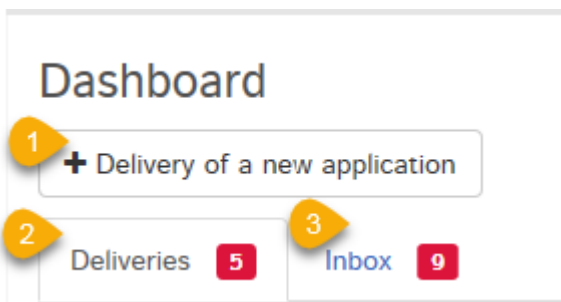 Dashboard
1
+ Delivery of a new application
2
3
Deliveries 5 Inbox 9